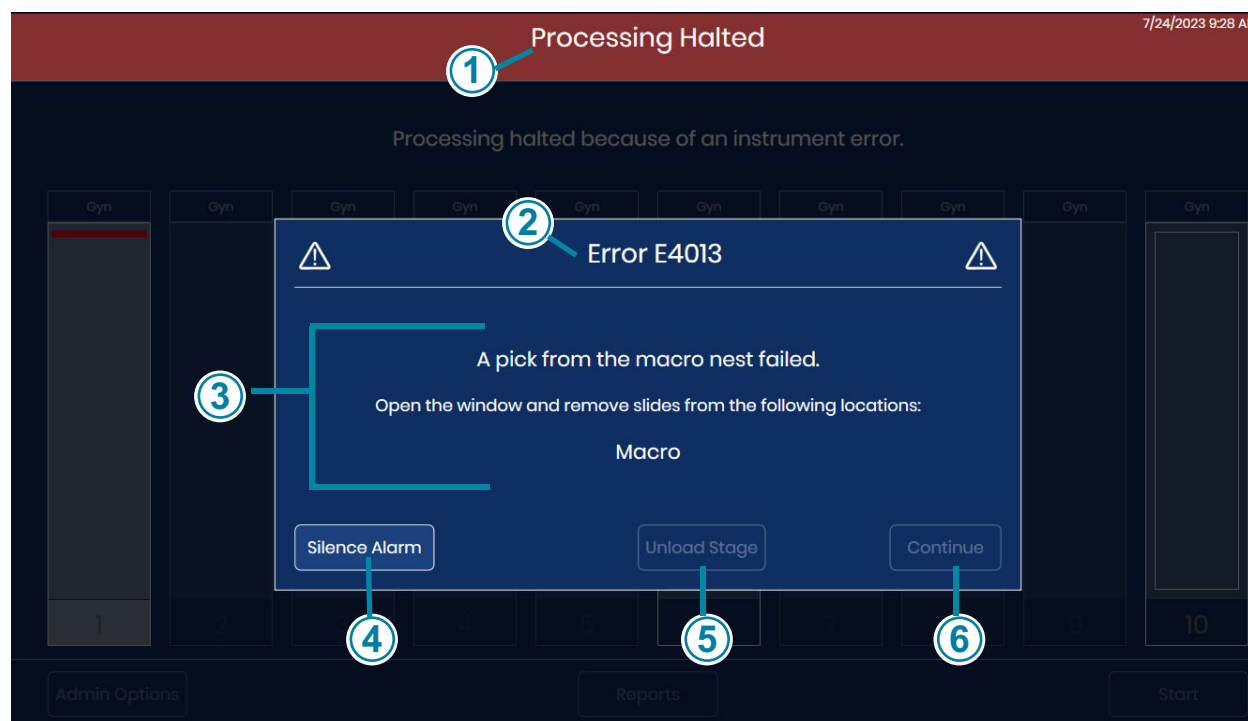 Processing Halted
7/24/2023 9:28 A
1
Processing halted because of an instrument error.
Gyn Gyn Gyn Gyn Gyn Gyn Gyn Gyn Gyn Gyn
2
Error E4013
A pick from the macro nest failed.
3
Open the window and remove slides from the following locations:
Macro
Silence Alarm Unload Stage Continue
1 2 3 4 5 7 9 10
4 5 6
Admin Options Reports Start